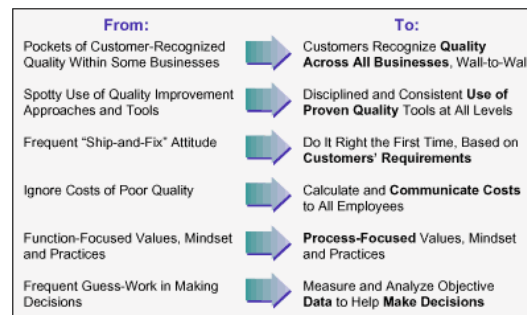 From:
To:
Pockets of Customer-Recognized
Quality Within Some Businesses
Customers Recognize Quality
Across All Businesses, Wall-to-Wal
Spotty Use of Quality Improvement
Approaches and Tools
Disciplined and Consistent Use of
Proven Quality Tools at All Levels
Frequent “Ship-and-Fix” Attitude
Do It Right the First Time, Based on
Customers’ Requirements
Ignore Costs of Poor Quality
Calculate and Communicate Costs
to All Employees
Function-Focused Values, Mindset
and Practices
Process-Focused Values, Mindset
and Practices
Frequent Guess-Work in Making
Decisions
Measure and Analyze Objective
Data to Help Make Decisions